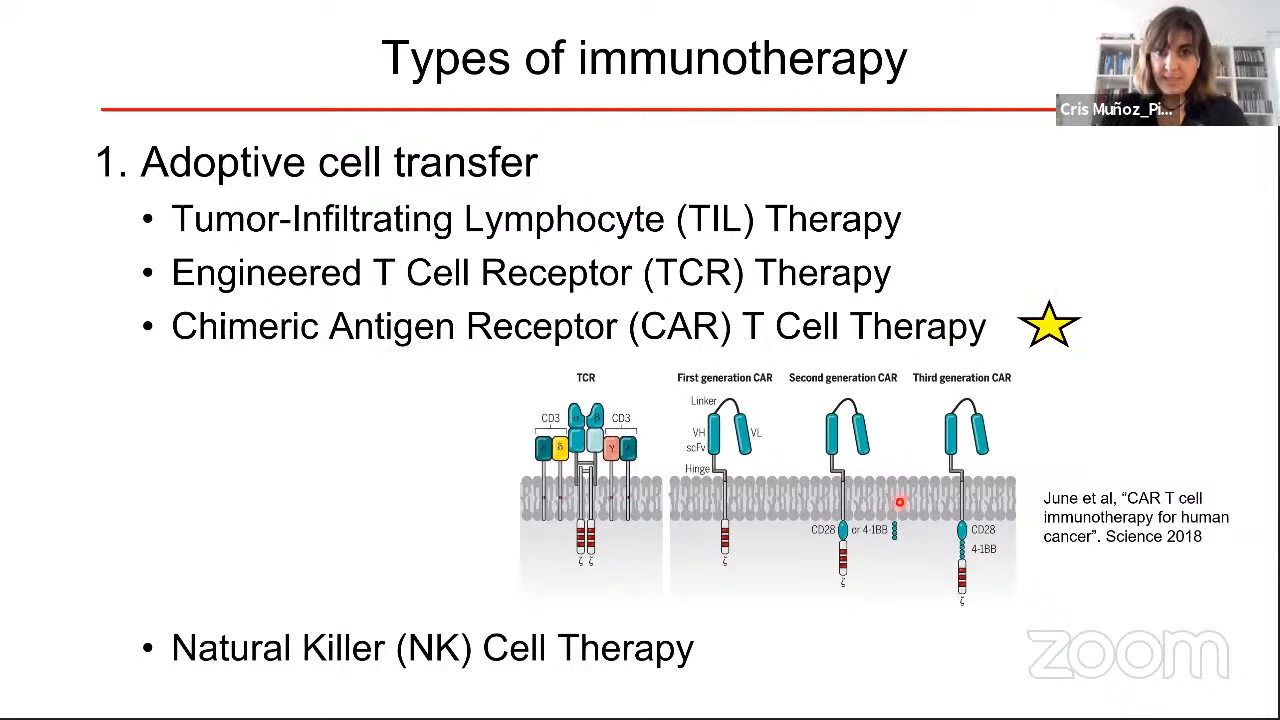 Types of immunotherapy
Cris Muñoz_Pi...
1. Adoptive cell transfer
• Tumor-Infiltrating Lymphocyte (TIL) Therapy
• Engineered T Cell Receptor (TCR) Therapy
• Chimeric Antigen Receptor (CAR) T Cell Therapy
TCR
First generation CAR
Second generation CAR
Third generation CAR
Linker
CD3
α
β
CD3
VH
VL
scFv
δ
γ
Hinge
CD28
or 4-1BB
CD28
4-1BB
ζ
ζ
ζ
ζ
ζ
June et al, “CAR T cell
immunotherapy for human
cancer”. Science 2018
• Natural Killer (NK) Cell Therapy
zoom